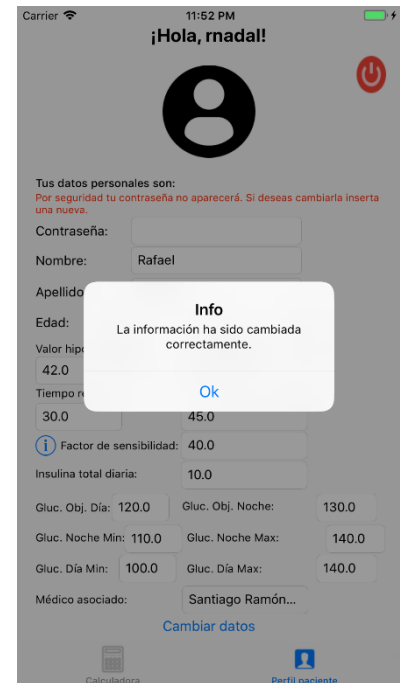 Carrier 11:52 PM
¡Hola, rnadal!
Tus datos personales son:
Por seguridad tu contraseña no aparecerá. Si deseas cambiarla inserta
una nueva.
Contraseña:
Nombre: Rafael
Apellido
Edad:
Info
La información ha sido cambiada
correctamente.
Ok
Valor hipo
42.0
Tiempo
30.0 45.0
i Factor de sensibilidad: 40.0
Insulina total diaria: 10.0
Gluc. Obj. Día: 120.0 Gluc. Obj. Noche: 130.0
Gluc. Noche Min: 110.0 Gluc. Noche Max: 140.0
Gluc. Día Min: 100.0 Gluc. Día Max: 140.0
Médico asociado: Santiago Ramón...
Cambiar datos
Calculadora Perfil paciente